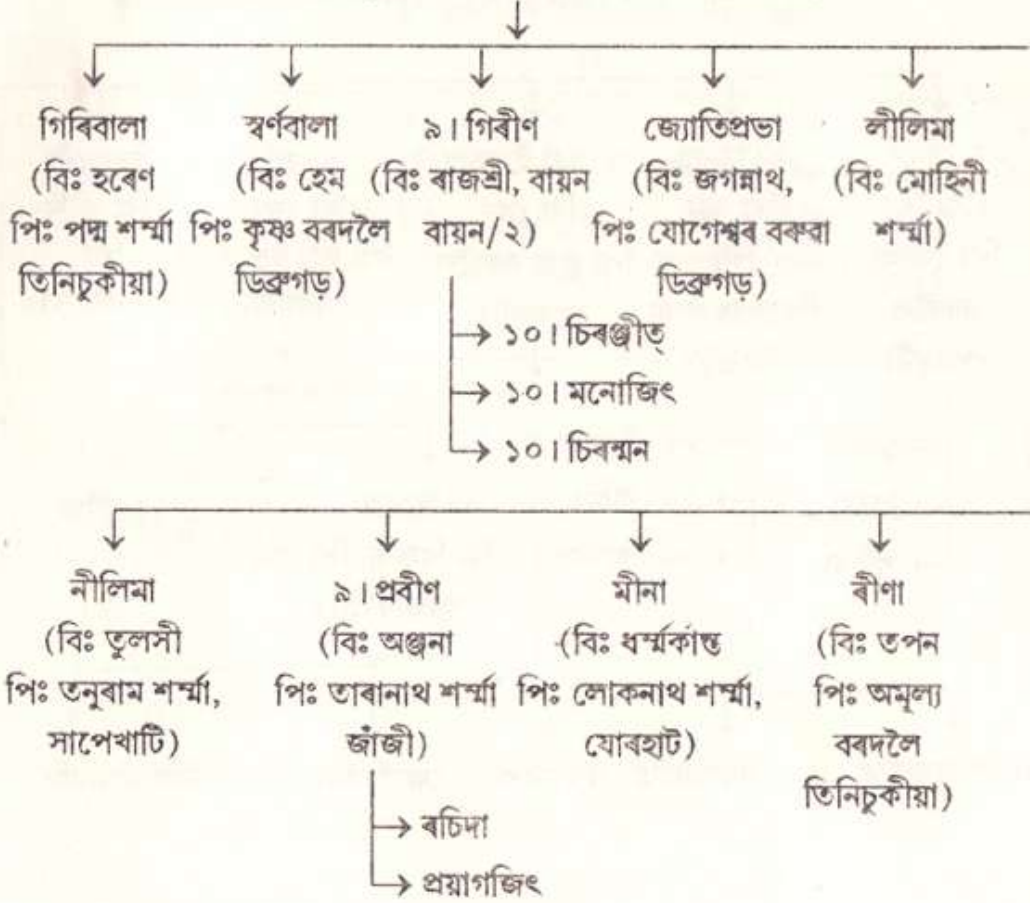 গিৰিবালা স্বৰ্ণবালা ৯। গিৰীণ জ্যোতিপ্ৰভা লীলিমা
(বিঃ হৰেণ (বিঃ হেম (বিঃ ৰাজশ্ৰী, বায়ন (বিঃ জগন্নাথ, (বিঃ মোহিনী
পিঃ পদ্ম শৰ্ম্মা পিঃ কৃষ্ণ বৰদলৈ বায়ন/২) পিঃ যোগেশ্বৰ বৰুৱা শৰ্ম্মা)
তিনিচুকীয়া) ডিব্ৰুগড়) ডিব্ৰুগড়)
১০। চিৰঞ্জীত্
১০। মনোজিৎ
১০। চিৰন্মন
নীলিমা ৯। প্ৰবীণ মীনা ৰীণা
(বিঃ তুলসী (বিঃ অঞ্জনা (বিঃ ধৰ্ম্মকান্ত (বিঃ তপন
পিঃ তনুৰাম শৰ্ম্মা, পিঃ তাৰানাথ শৰ্ম্মা পিঃ লোকনাথ শৰ্ম্মা, পিঃ অমূল্য
সাপেখাটি) জাঁজী) যোৰহাট) বৰদলৈ
তিনিচুকীয়া)
ৰচিদা
প্ৰয়াগজিৎ